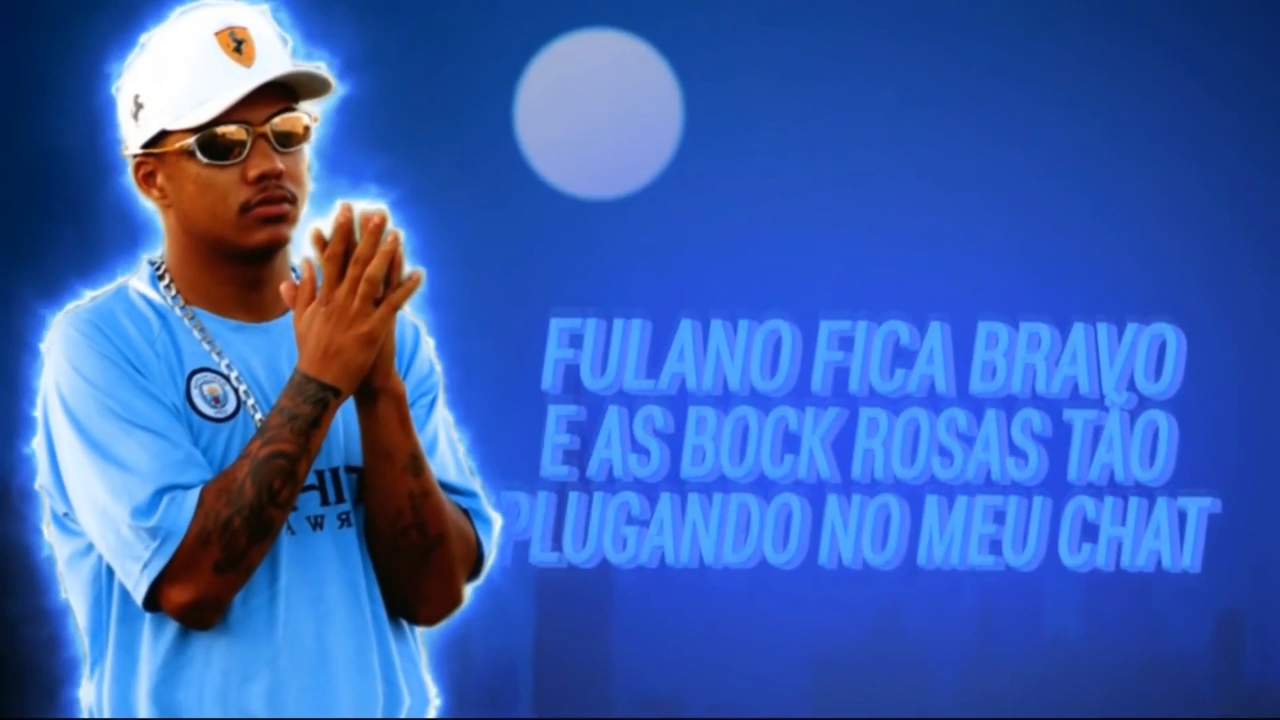 FULANO FICA BRAVO
E AS BOCK ROSAS TÃO
PLUGANDO NO MEU CHAT